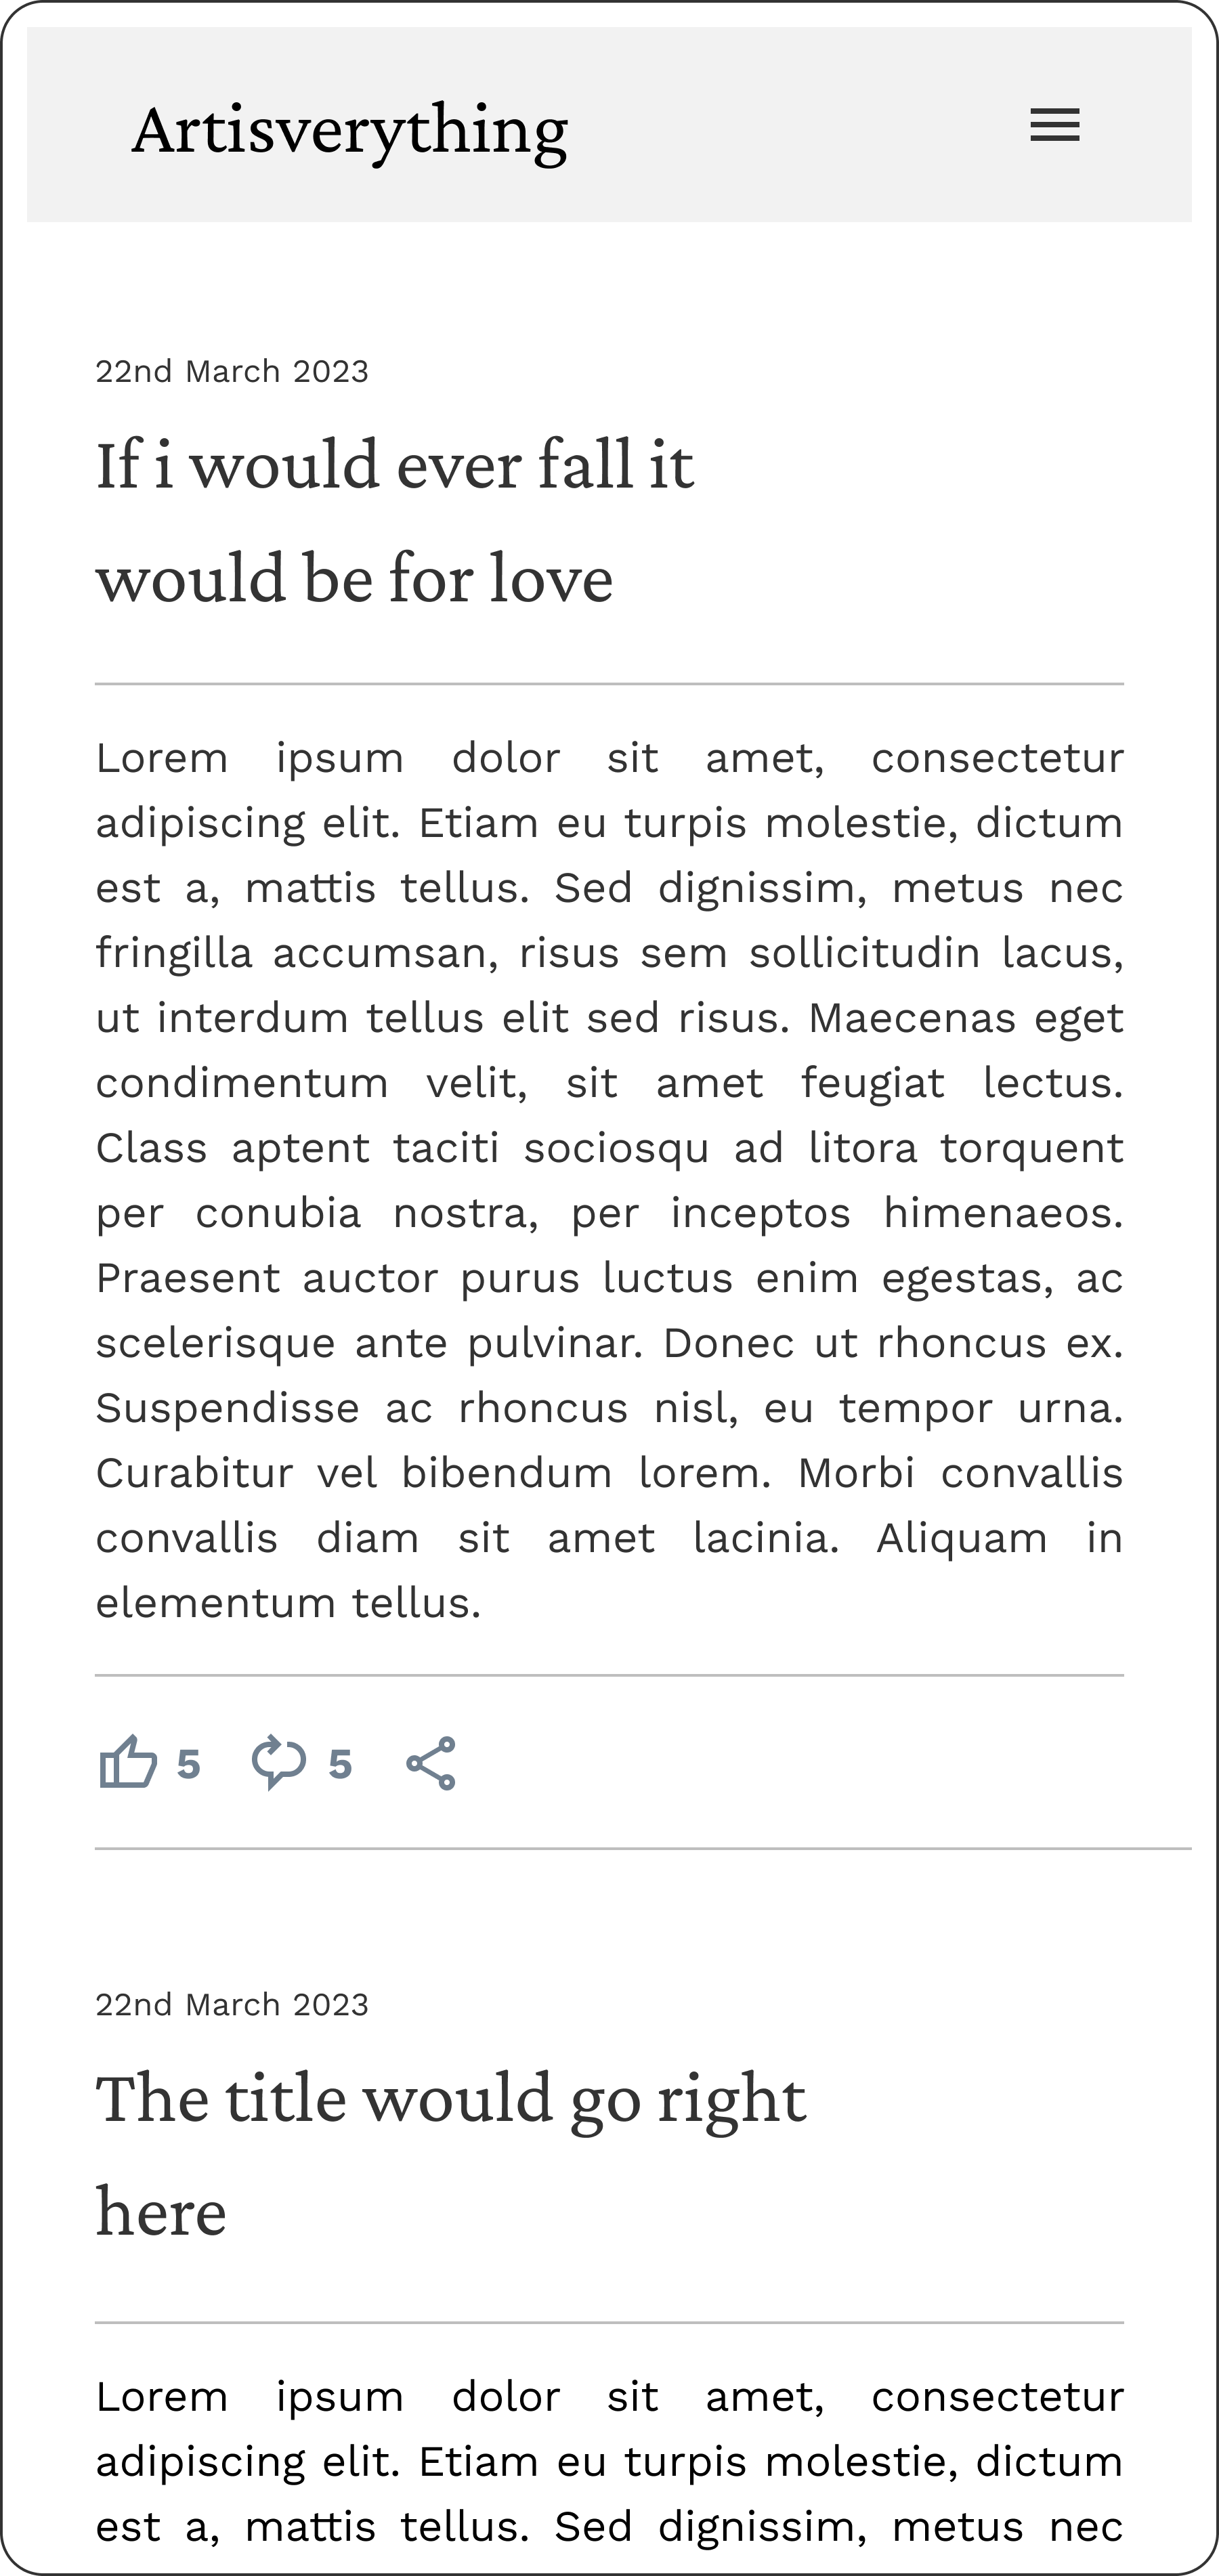 Artisverything
22nd March 2023
If i would ever fall it
would be for love
Lorem ipsum dolor sit amet, consectetur
adipiscing elit. Etiam eu turpis molestie, dictum
est a, mattis tellus. Sed dignissim, metus nec
fringilla accumsan, risus sem sollicitudin lacus,
ut interdum tellus elit sed risus. Maecenas eget
condimentum velit, sit amet feugiat lectus.
Class aptent taciti sociosqu ad litora torquent
per conubia nostra, per inceptos himenaeos.
Praesent auctor purus luctus enim egestas, ac
scelerisque ante pulvinar. Donec ut rhoncus ex.
Suspendisse ac rhoncus nisl, eu tempor urna.
Curabitur vel bibendum lorem. Morbi convallis
convallis diam sit amet lacinia. Aliquam in
elementum tellus.
5 5
22nd March 2023
The title would go right
here
Lorem ipsum dolor sit amet, consectetur
adipiscing elit. Etiam eu turpis molestie, dictum
est a, mattis tellus. Sed dignissim, metus nec